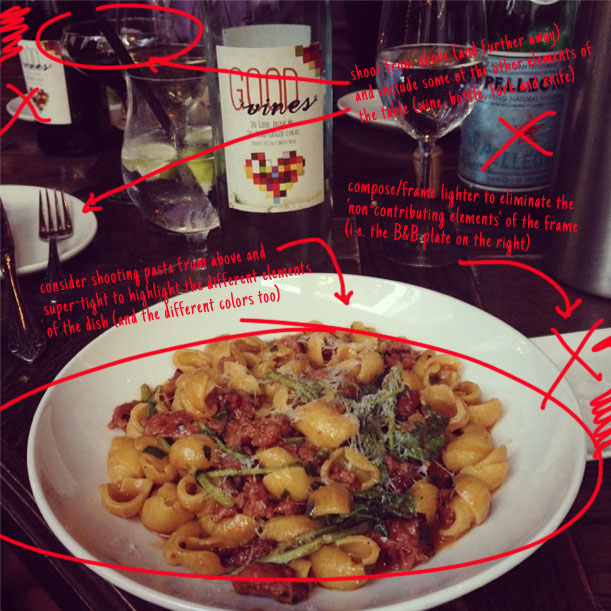 shoot from above (and further away)
and include some of the other elements of
the table (wine, bottle, fork and knife)
GOOD
vines
compose/frame lighter to eliminate the
'non-contributing elements' of the frame
(i.e. the B&B plate on the right)
consider shooting pasta from above and
super-tight to highlight the different elements
of the dish (and the different colors too)